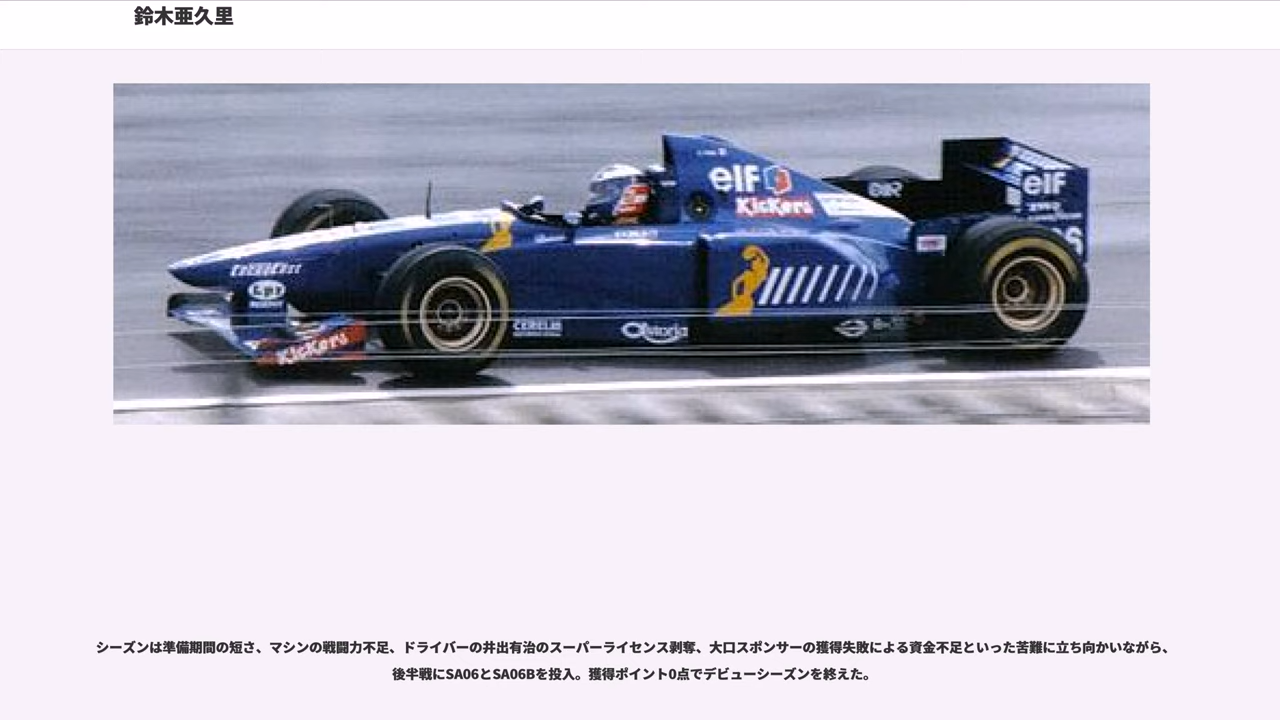 鈴木亜久里
elf
elf
KicKers
elf
CERELIA
KicKers
シーズンは準備期間の短さ、マシンの戦闘力不足、ドライバーの井出有治のスーパーライセンス剥奪、大口スポンサーの獲得失敗による資金不足といった苦難に立ち向かいながら、
後半戦にSA06とSA06Bを投入。獲得ポイント0点でデビューシーズンを終えた。